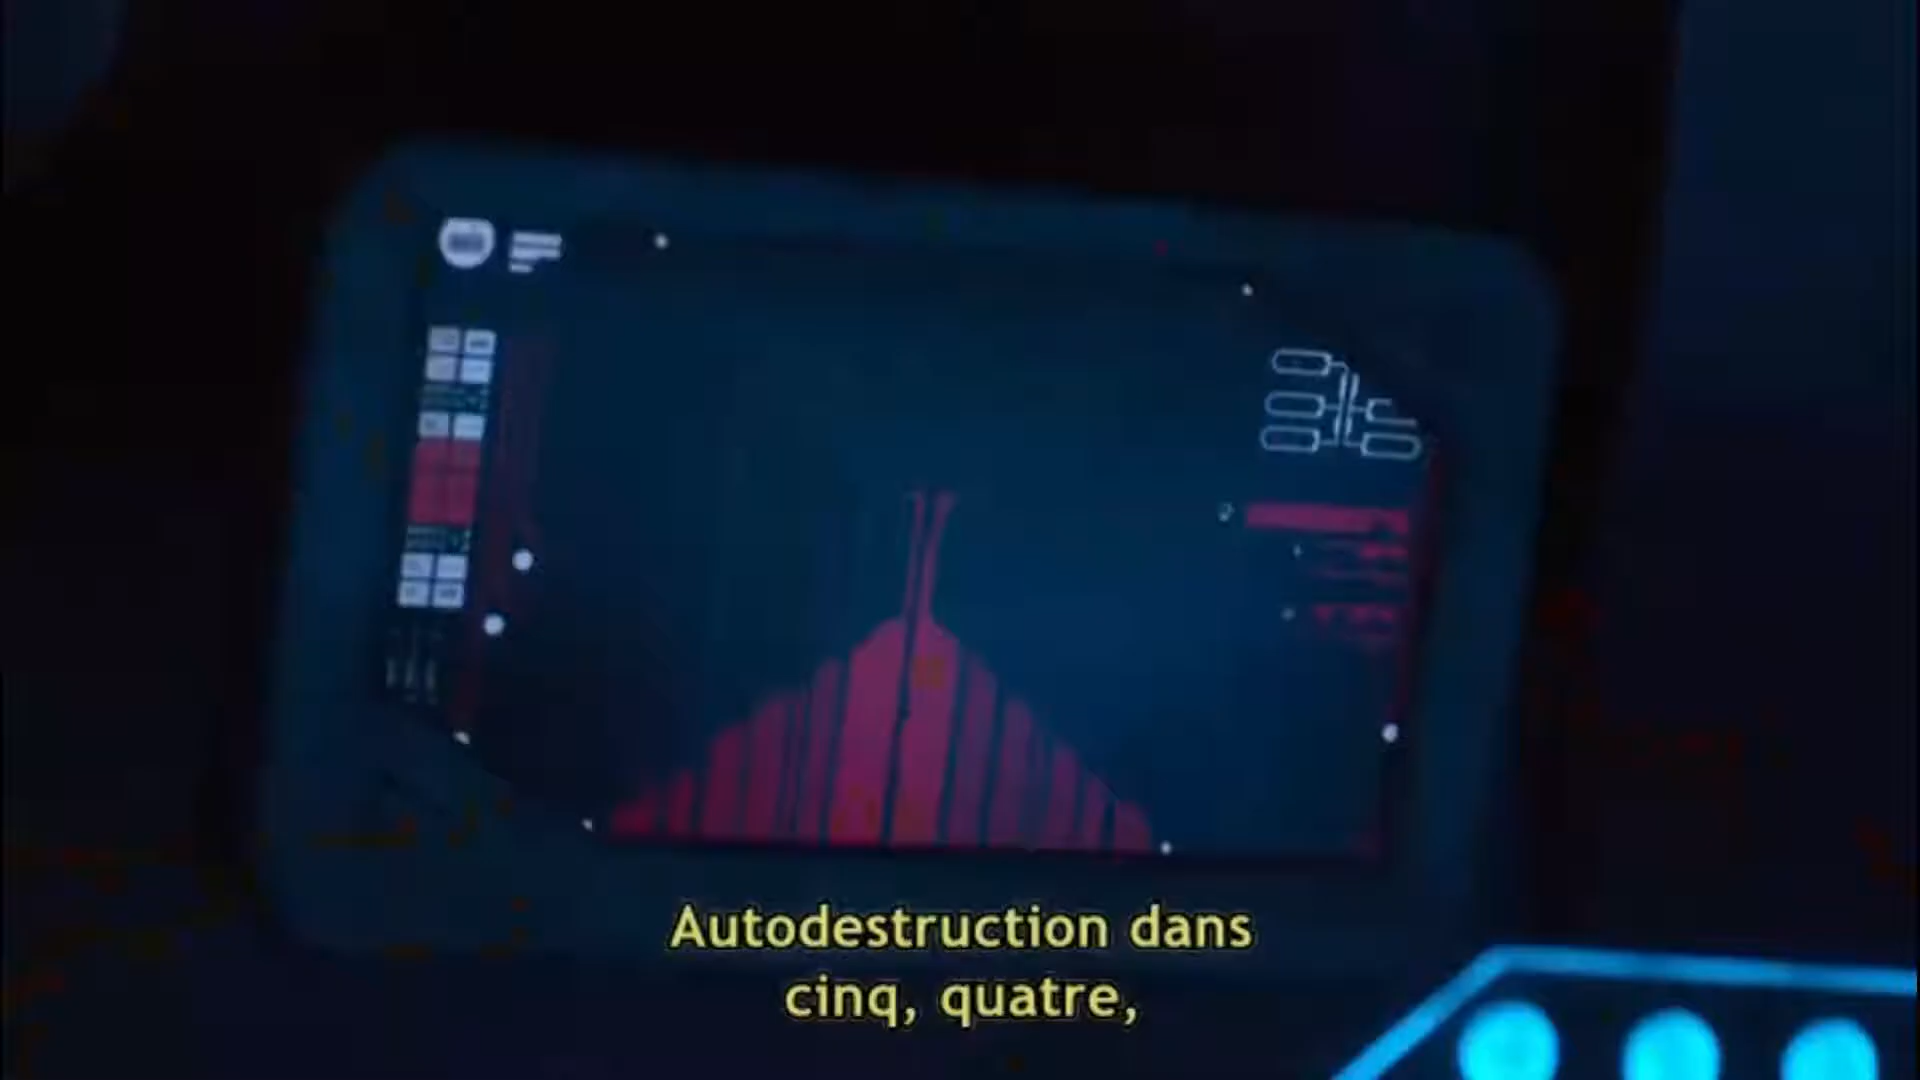 Autodestruction dans
cinq, quatre,